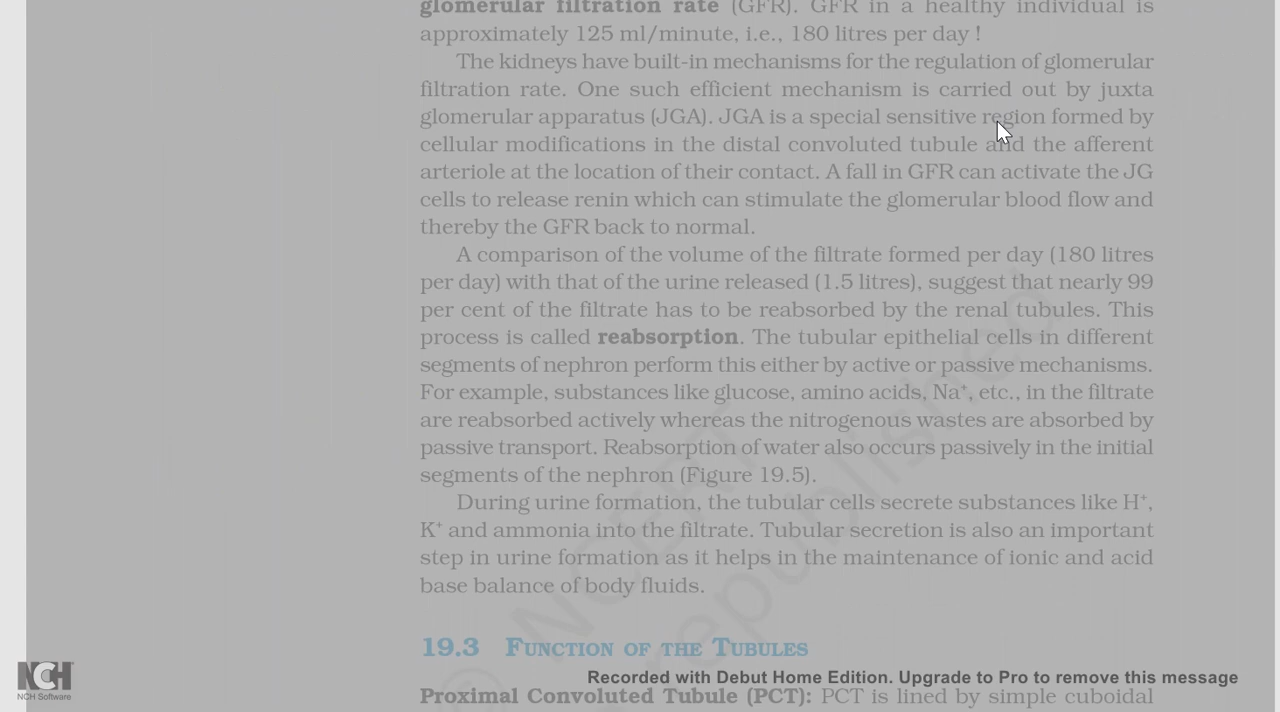 glomerular filtration rate (GFR). GFR in a healthy individual is
approximately 125 ml/minute, i.e., 180 litres per day !
The kidneys have built-in mechanisms for the regulation of glomerular
filtration rate. One such efficient mechanism is carried out by juxta
glomerular apparatus (JGA). JGA is a special sensitive region formed by
cellular modifications in the distal convoluted tubule and the afferent
arteriole at the location of their contact. A fall in GFR can activate the JG
cells to release renin which can stimulate the glomerular blood flow and
thereby the GFR back to normal.
A comparison of the volume of the filtrate formed per day (180 litres
per day) with that of the urine released (1.5 litres), suggest that nearly 99
per cent of the filtrate has to be reabsorbed by the renal tubules. This
process is called reabsorption. The tubular epithelial cells in different
segments of nephron perform this either by active or passive mechanisms.
For example, substances like glucose, amino acids, Na⁺, etc., in the filtrate
are reabsorbed actively whereas the nitrogenous wastes are absorbed by
passive transport. Reabsorption of water also occurs passively in the initial
segments of the nephron (Figure 19.5).
During urine formation, the tubular cells secrete substances like H⁺,
K⁺ and ammonia into the filtrate. Tubular secretion is also an important
step in urine formation as it helps in the maintenance of ionic and acid
base balance of body fluids.
19.3 FUNCTION OF THE TUBULES
Proximal Convoluted Tubule (PCT): PCT is lined by simple cuboidal
© NCERT
republished
NCH
NCH Software
Recorded with Debut Home Edition. Upgrade to Pro to remove this message